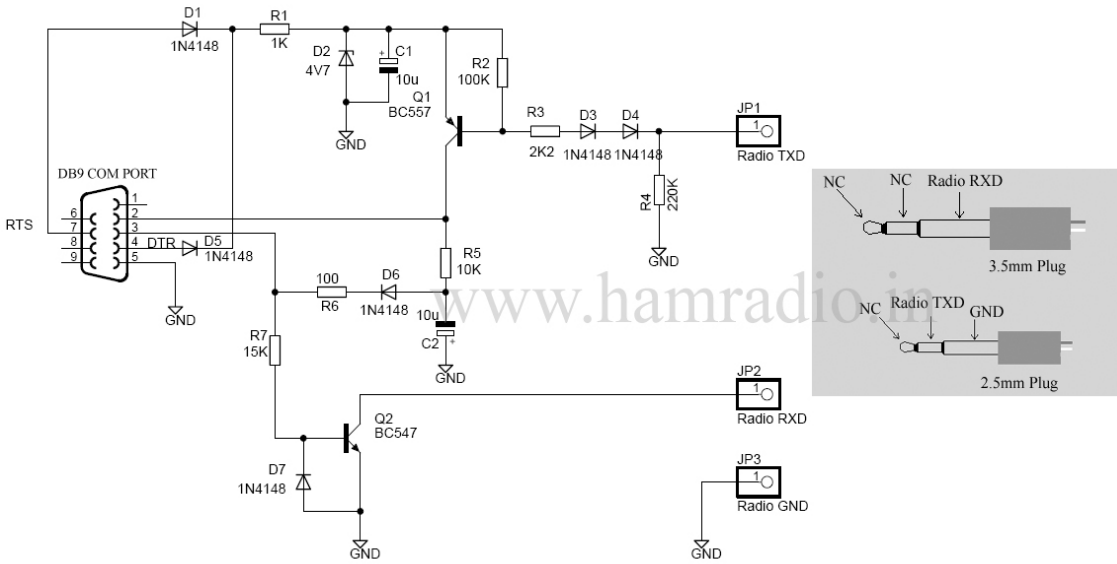 D1
1N4148
R1
1K
D2
4V7
C1
+
10u
R2
100K
Q1
BC557
GND
R3
2K2
D3
1N4148
D4
1N4148
R4
220K
GND
JP1
1
Radio TXD
DB9 COM PORT
RTS
1
6
2
7
3
8
4
9
5
DTR
D5
1N4148
GND
R5
10K
100
R6
D6
1N4148
10u
C2
+
GND
R7
15K
Q2
BC547
D7
1N4148
GND
JP2
1
Radio RXD
JP3
1
Radio GND
GND
NC
NC
Radio RXD
3.5mm Plug
NC
Radio TXD
GND
2.5mm Plug
www.hamradio.in